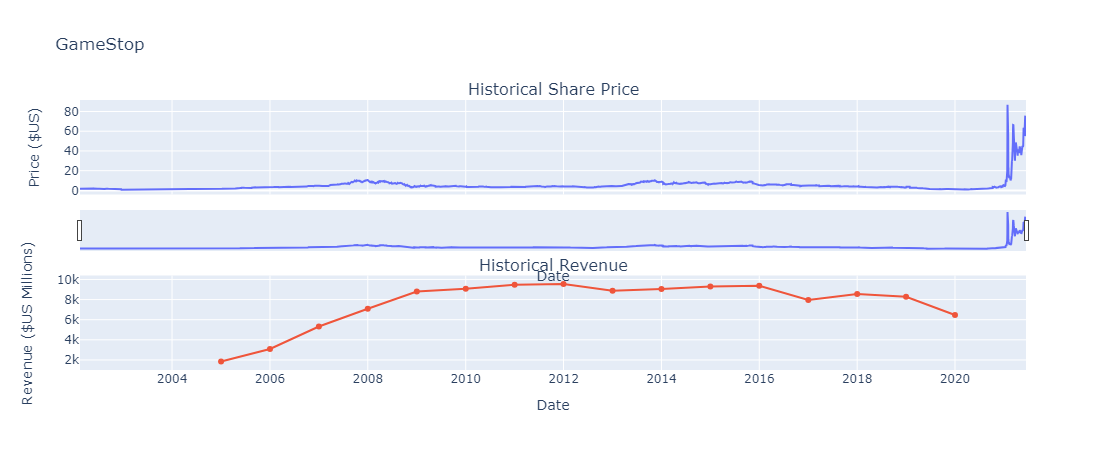 GameStop
Historical Share Price
Price ($US)
80
60
40
20
0
Historical Revenue
Date
Revenue ($US Millions)
10k
8k
6k
4k
2k
2004 2006 2008 2010 2012 2014 2016 2018 2020
Date